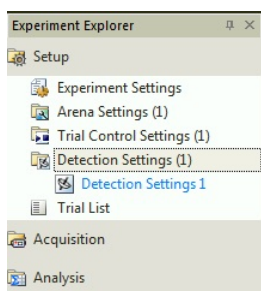 Experiment Explorer
Setup
Experiment Settings
Arena Settings (1)
Trial Control Settings (1)
Detection Settings (1)
Detection Settings 1
Trial List
Acquisition
Analysis